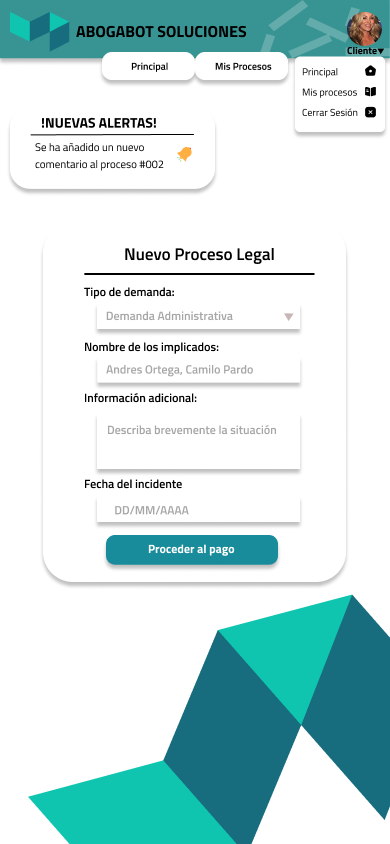 ABOGABOT SOLUCIONES
Cliente▾
Principal
Mis Procesos
Principal
Mis procesos
Cerrar Sesión
!NUEVAS ALERTAS!
Se ha añadido un nuevo
comentario al proceso #002
Nuevo Proceso Legal
Tipo de demanda:
Demanda Administrativa
Nombre de los implicados:
Andres Ortega, Camilo Pardo
Información adicional:
Describa brevemente la situación
Fecha del incidente
DD/MM/AAAA
Proceder al pago